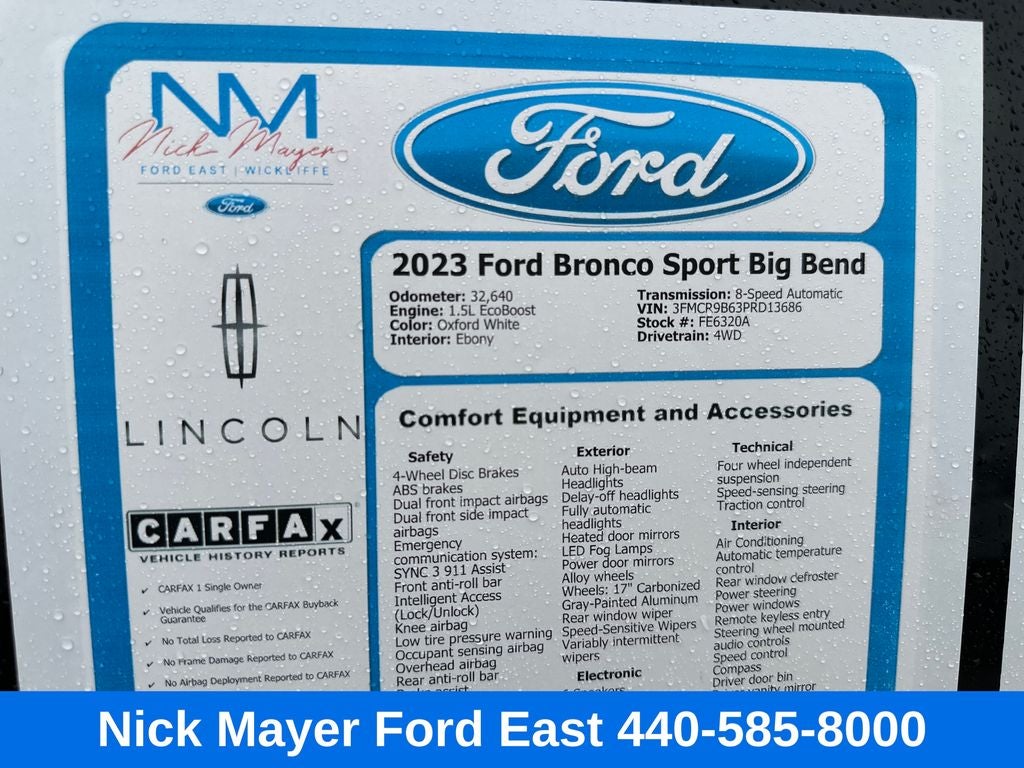 NM
Nick Mayer
FORD EAST | WICKLIFFE
Ford
Ford
LINCOLN
CARFAX
VEHICLE HISTORY REPORTS
✓ CARFAX 1 Single Owner
✓ Vehicle Qualifies for the CARFAX Buyback
Guarantee
✓ No Total Loss Reported to CARFAX
✓ No Frame Damage Reported to CARFAX
✓ No Airbag Deployment Reported to CARFAX
2023 Ford Bronco Sport Big Bend
Odometer: 32,640
Engine: 1.5L EcoBoost
Color: Oxford White
Interior: Ebony
Transmission: 8-Speed Automatic
VIN: 3FMCR9B63PRD13686
Stock #: FE6320A
Drivetrain: 4WD
Comfort Equipment and Accessories
Safety
4-Wheel Disc Brakes
ABS brakes
Dual front impact airbags
Dual front side impact
airbags
Emergency
communication system:
SYNC 3 911 Assist
Front anti-roll bar
Intelligent Access
(Lock/Unlock)
Knee airbag
Low tire pressure warning
Occupant sensing airbag
Overhead airbag
Rear anti-roll bar
Brake assist
Exterior
Auto High-beam
Headlights
Delay-off headlights
Fully automatic
headlights
Heated door mirrors
LED Fog Lamps
Power door mirrors
Alloy wheels
Wheels: 17" Carbonized
Gray-Painted Aluminum
Rear window wiper
Speed-Sensitive Wipers
Variably intermittent
wipers
Electronic
6 Speakers
Technical
Four wheel independent
suspension
Speed-sensing steering
Traction control
Interior
Air Conditioning
Automatic temperature
control
Rear window defroster
Power steering
Power windows
Remote keyless entry
Steering wheel mounted
audio controls
Speed control
Compass
Driver door bin
vanity mirror
Nick Mayer Ford East 440-585-8000